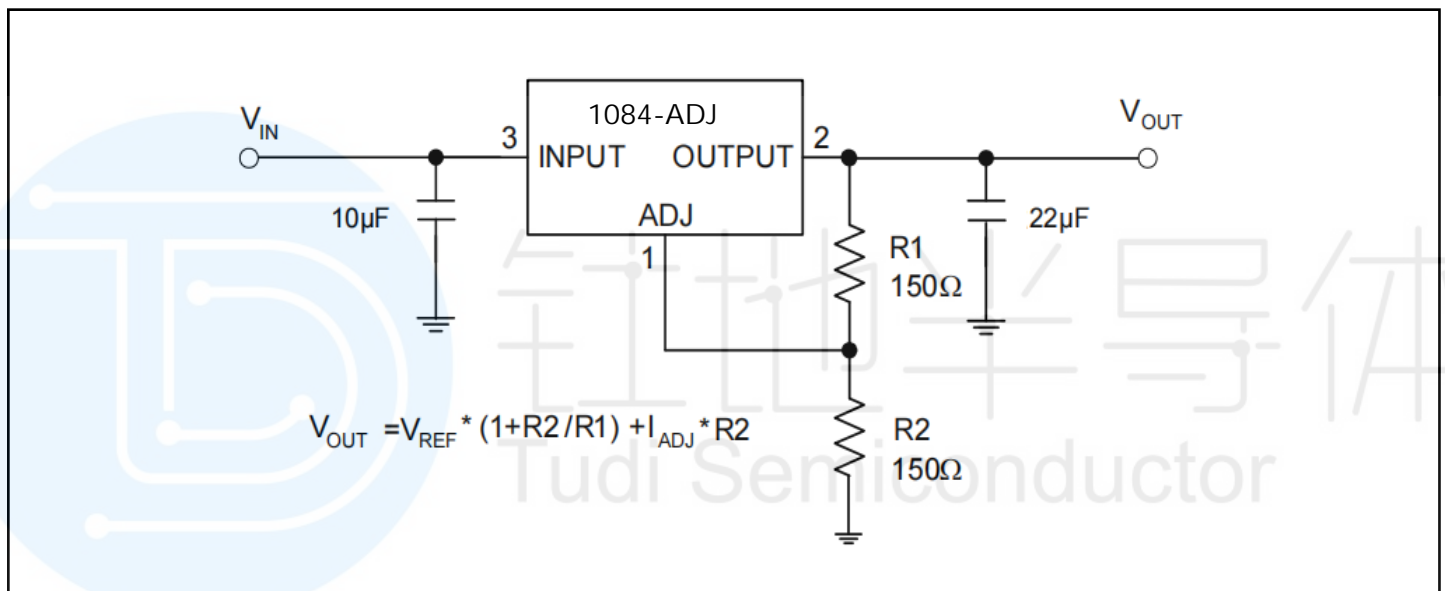 1084-ADJ
V_IN
3
INPUT
OUTPUT
2
V_OUT
10µF
ADJ
1
22µF
R1
150Ω
V_OUT =V_REF * (1+R2/R1) +I_ADJ*R2
R2
150Ω
钍地半导体
Tudi Semiconductor